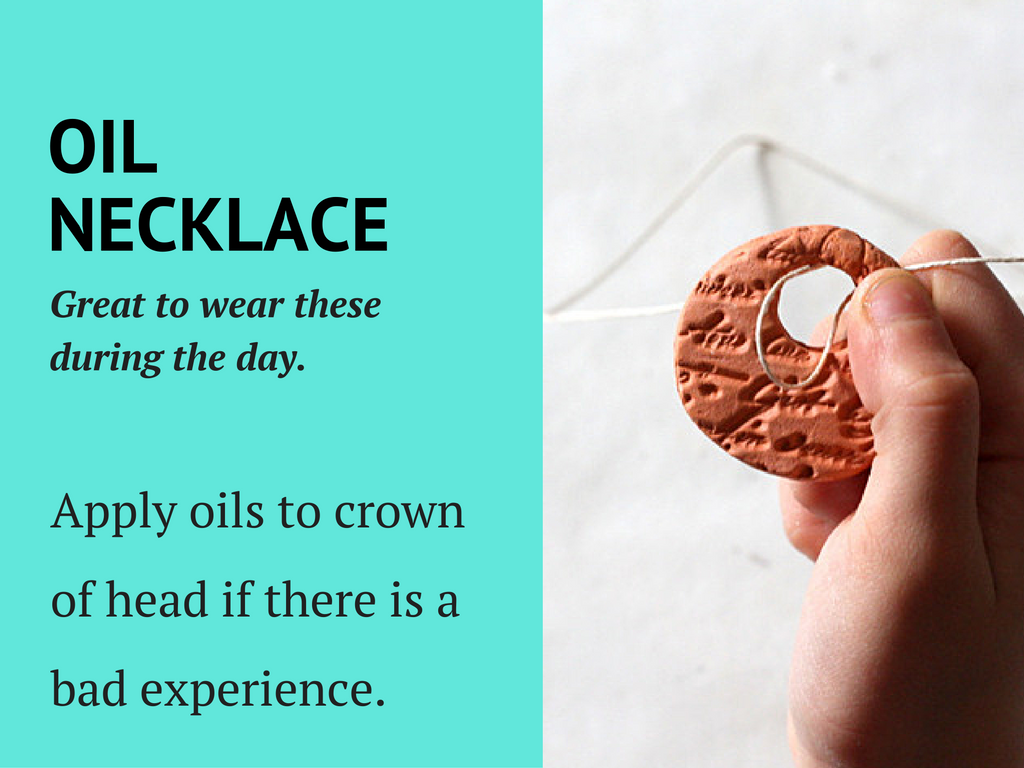 OIL
NECKLACE
Great to wear these
during the day.
Apply oils to crown
of head if there is a
bad experience.